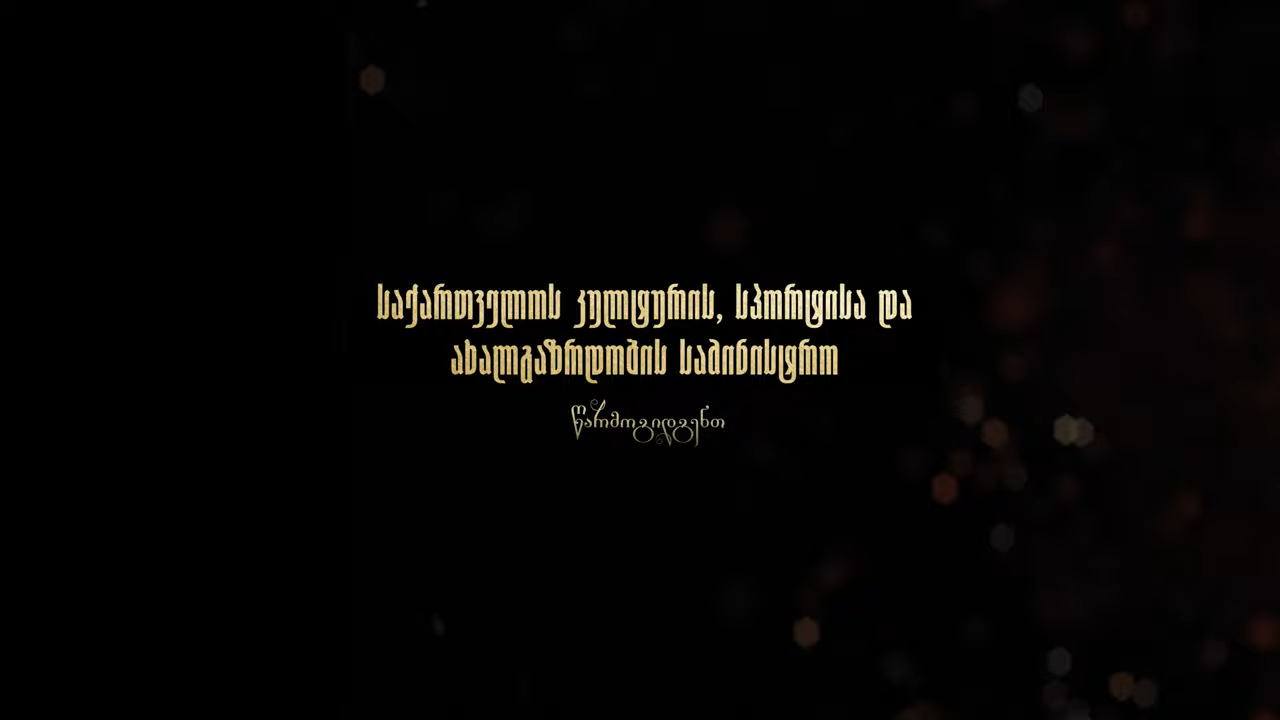 საქართველოს კულტურის, სპორტისა და
ახალგაზრდობის სამინისტრო
წარმოგიდგენთ